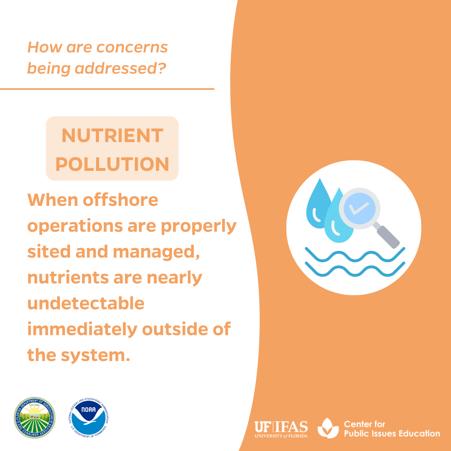 How are concerns
being addressed?
NUTRIENT
POLLUTION
When offshore
operations are properly
sited and managed,
nutrients are nearly
undetectable
immediately outside of
the system.
NOAA
UF|IFAS
UNIVERSITY of FLORIDA
Center for
Public Issues Education